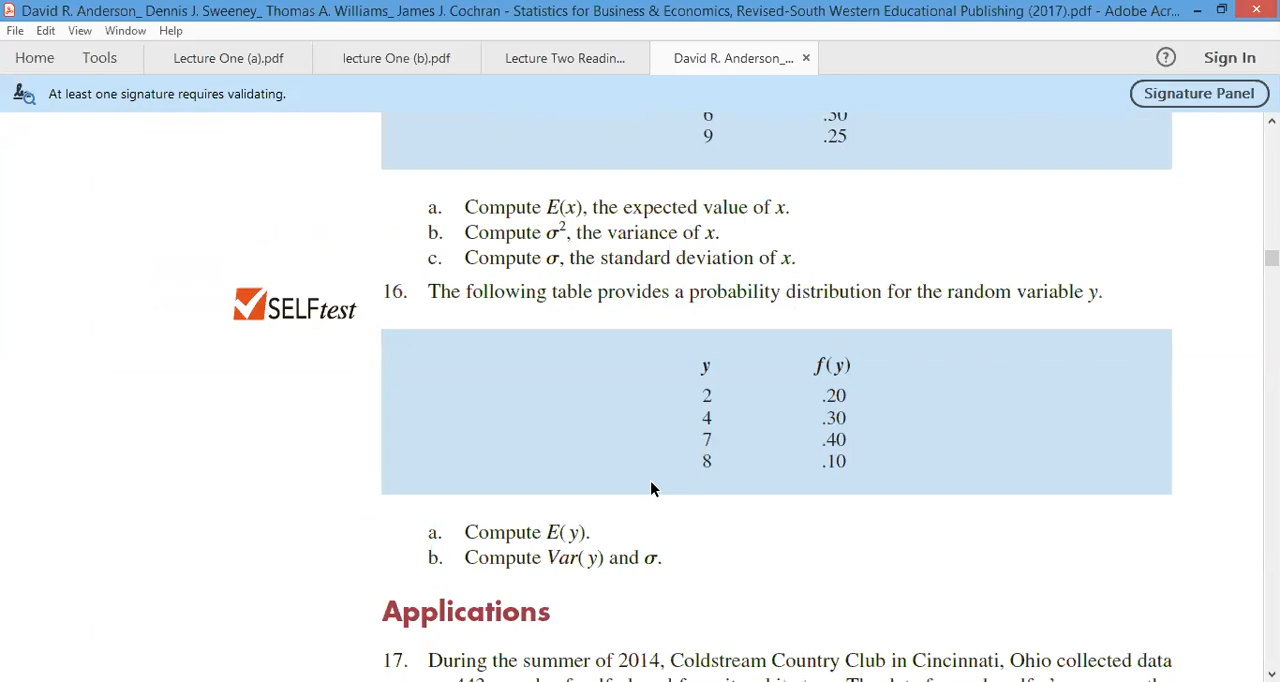 David R. Anderson_ Dennis J. Sweeney_ Thomas A. Williams_ James J. Cochran - Statistics for Business & Economics, Revised-South Western Educational Publishing (2017).pdf - Adobe Acr...
File Edit View Window Help
Home Tools Lecture One (a).pdf lecture One (b).pdf Lecture Two Readin... David R. Anderson_... × ? Sign In
At least one signature requires validating. Signature Panel
6 .30
9 .25
a. Compute E(x), the expected value of x.
b. Compute σ², the variance of x.
c. Compute σ, the standard deviation of x.
SELFtest
16. The following table provides a probability distribution for the random variable y.
y f(y)
2 .20
4 .30
7 .40
8 .10
a. Compute E(y).
b. Compute Var(y) and σ.
Applications
17. During the summer of 2014, Coldstream Country Club in Cincinnati, Ohio collected data